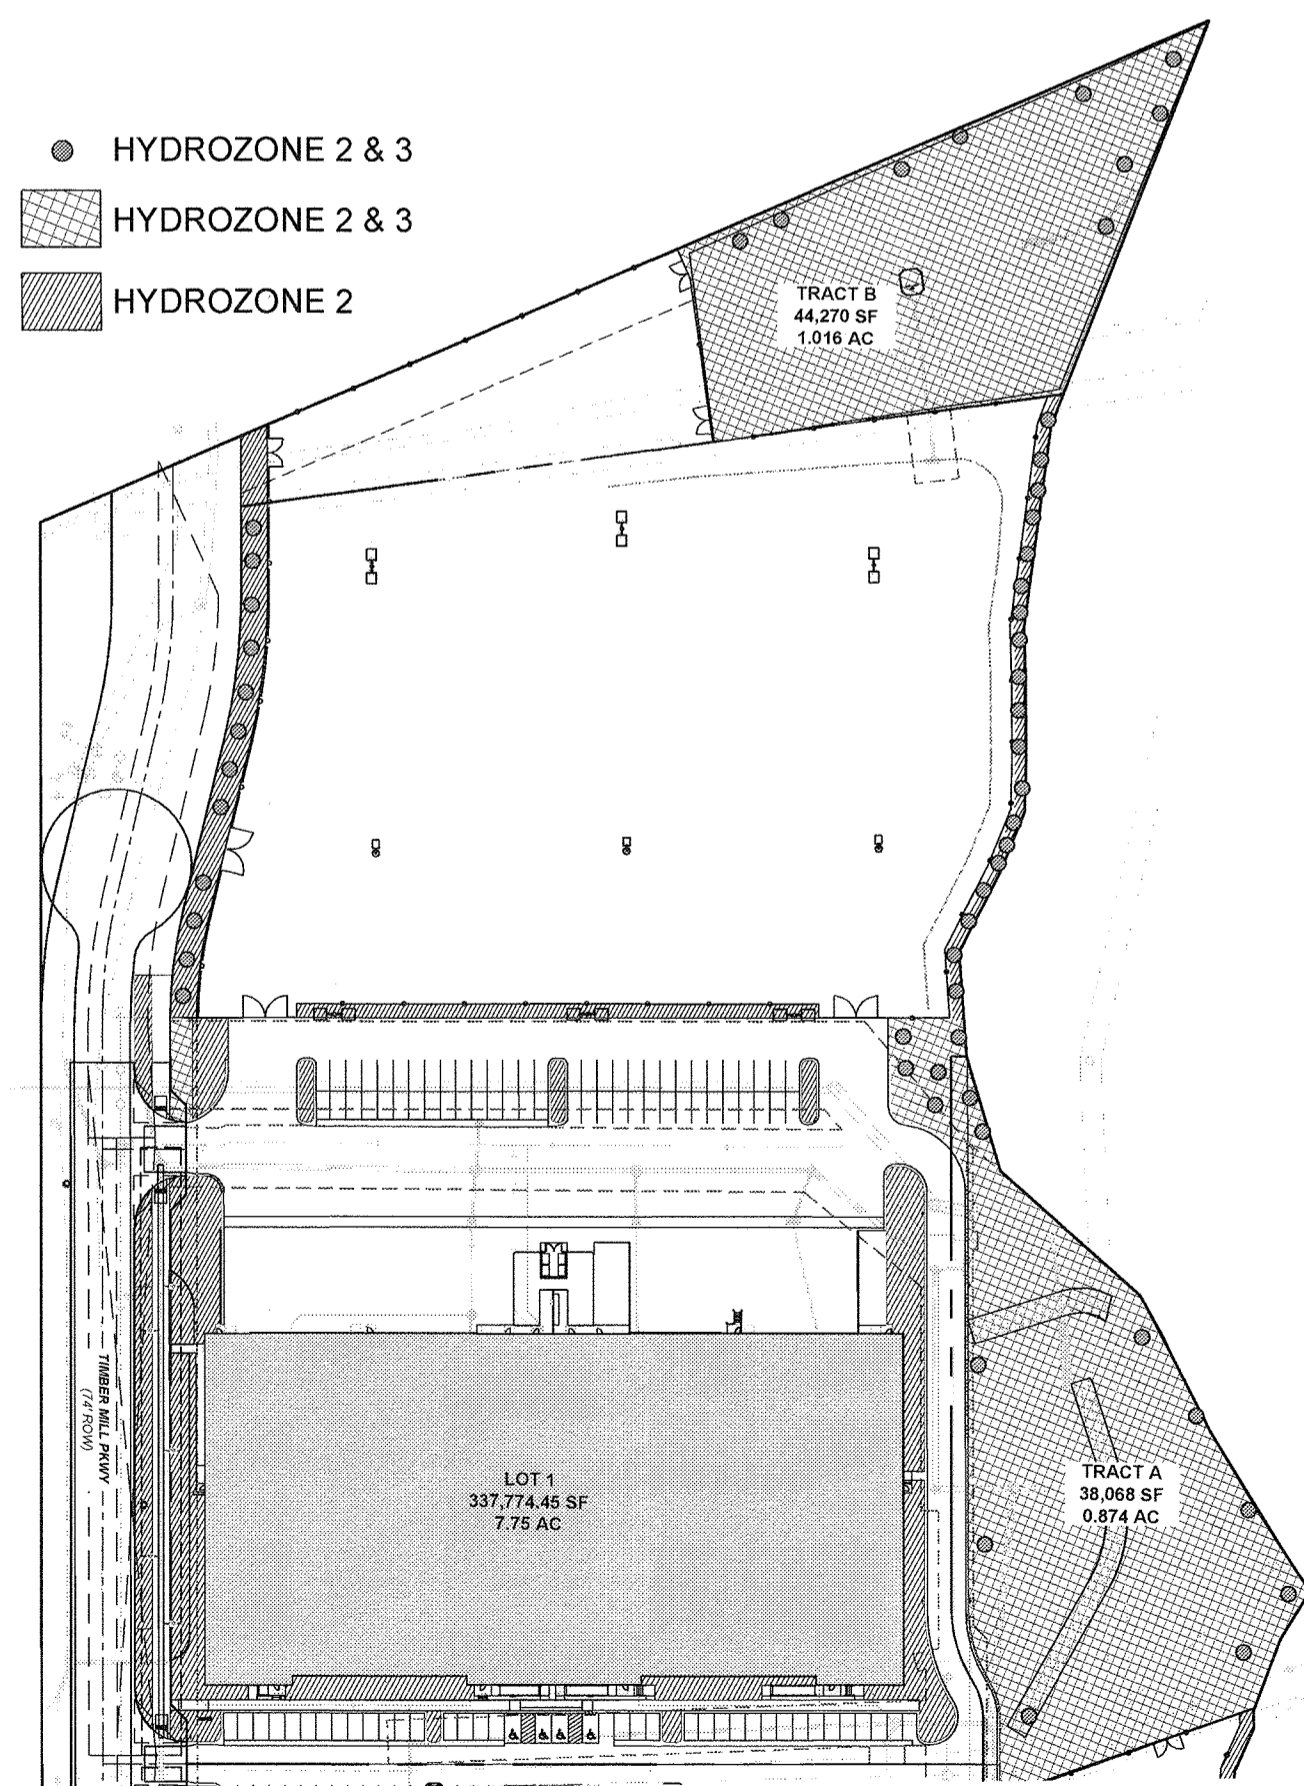 HYDROZONE 2 & 3
HYDROZONE 2 & 3
HYDROZONE 2
TRACT B
44,270 SF
1.016 AC
TIMBER MILL PKWY
(74' ROW)
LOT 1
337,774.45 SF
7.75 AC
TRACT A
38,068 SF
0.874 AC